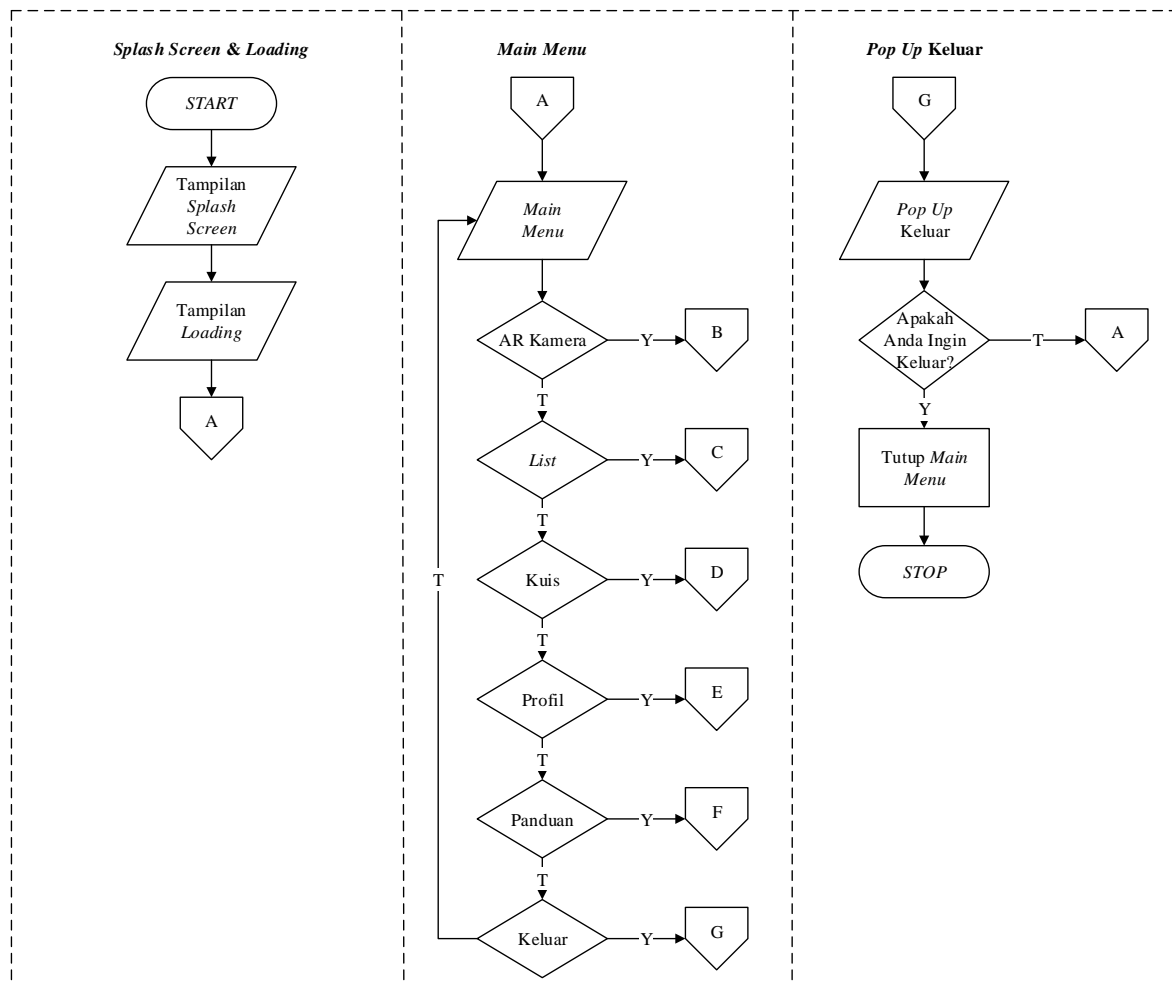 Splash Screen & Loading
START
Tampilan
Splash
Screen
Tampilan
Loading
A
Main Menu
A
Main
Menu
AR Kamera
Y
B
T
List
Y
C
T
Kuis
Y
D
T
T
Profil
Y
E
T
Panduan
Y
F
T
Keluar
Y
G
Pop Up Keluar
G
Pop Up
Keluar
Apakah
Anda Ingin
Keluar?
T
A
Y
Tutup Main
Menu
STOP